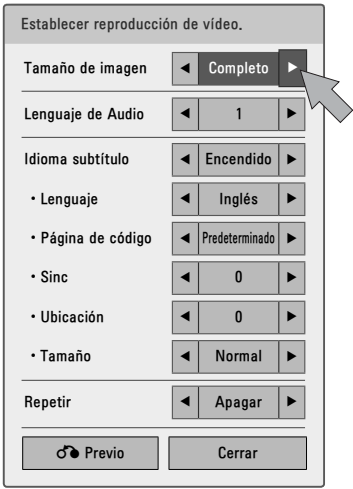 Establecer reproducción de vídeo.
Tamaño de imagen ◀ Completo ▶
Lenguaje de Audio ◀ 1 ▶
Idioma subtítulo ◀ Encendido ▶
• Lenguaje ◀ Inglés ▶
• Página de código ◀ Predeterminado ▶
• Sinc ◀ 0 ▶
• Ubicación ◀ 0 ▶
• Tamaño ◀ Normal ▶
Repetir ◀ Apagar ▶
Previo Cerrar